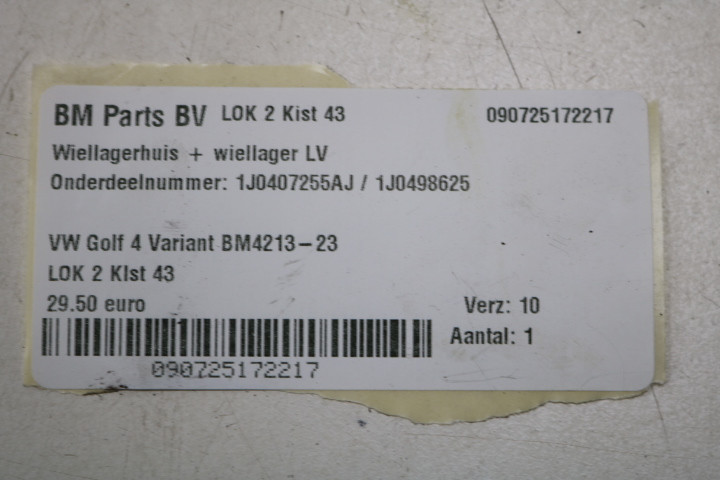 BM Parts BV LOK 2 Kist 43 090725172217
Wiellagerhuis + wiellager LV
Onderdeelnummer: 1J0407255AJ / 1J0498625
VW Golf 4 Variant BM4213-23
LOK 2 KIst 43
29.50 euro Verz: 10
Aantal: 1
090725172217